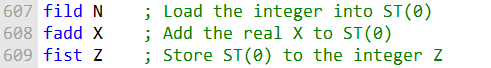 607 fild N    ; Load the integer into ST(0)
608 fadd X    ; Add the real X to ST(0)
609 fist Z    ; Store ST(0) to the integer Z